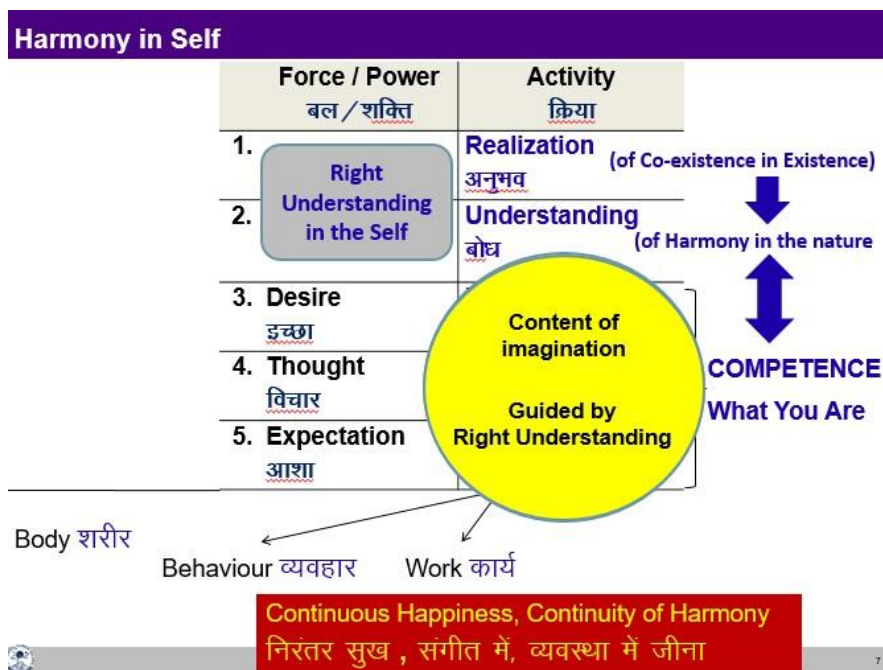 Harmony in Self
Force / Power
बल / शक्ति
Activity
क्रिया
1.
Right
Understanding
in the Self
Realization
अनुभव
(of Co-existence in Existence)
2.
Understanding
बोध
(of Harmony in the nature
3. Desire
इच्छा
4. Thought
विचार
5. Expectation
आशा
Content of
imagination
Guided by
Right Understanding
COMPETENCE
What You Are
Body शरीर
Behaviour व्यवहार
Work कार्य
Continuous Happiness, Continuity of Harmony
निरंतर सुख , संगीत में, व्यवस्था में जीना
7